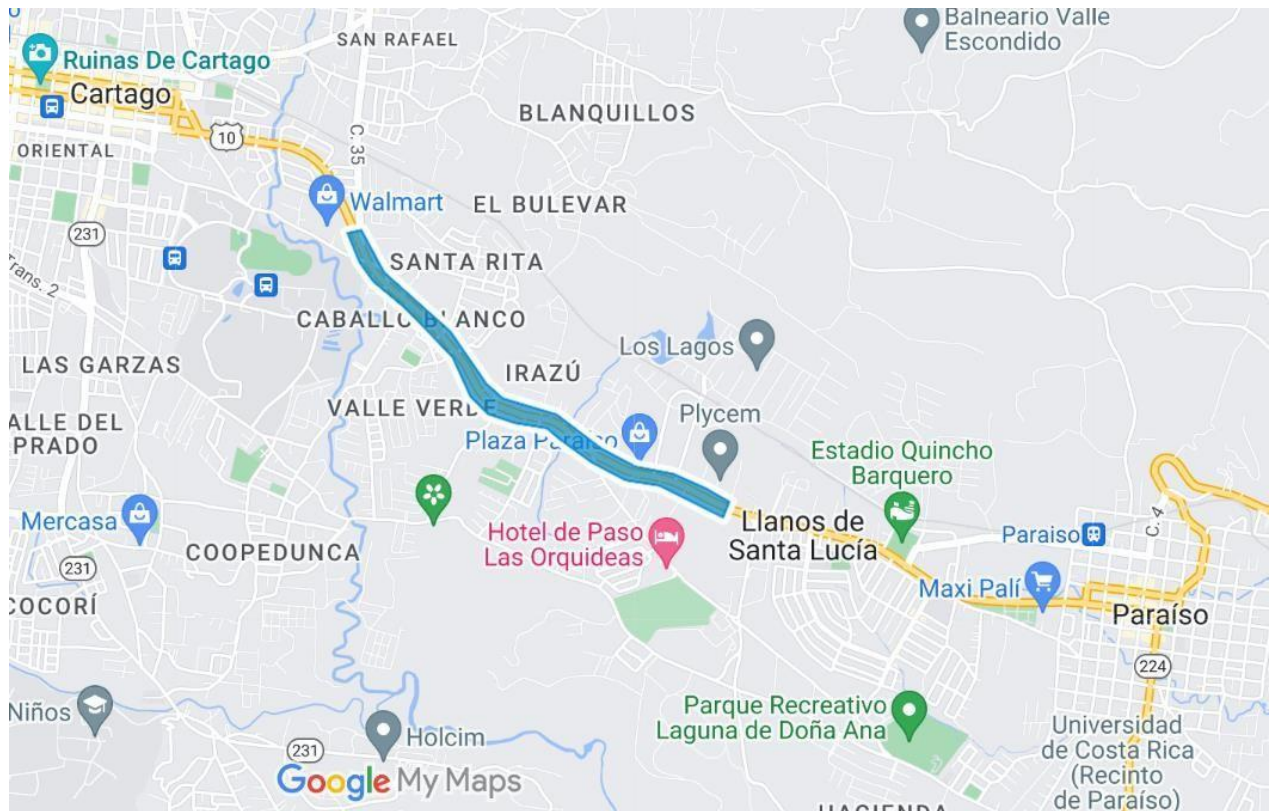 Balneario Valle
Escondido
SAN RAFAEL
Ruinas De Cartago
Cartago
BLANQUILLOS
10
C. 35
ORIENTAL
Walmart
EL BULEVAR
231
Trans. 2
SANTA RITA
CABALLO BLANCO
LAS GARZAS
IRAZÚ
Los Lagos
VALLE VERDE
Plycem
ALLE DEL
PRADO
Plaza Paraíso
Estadio Quincho
Barquero
Mercasa
Hotel de Paso
Las Orquideas
Llanos de
Santa Lucía
C. 4
Paraiso
COOPEDUNCA
231
Maxi Palí
COCORÍ
Paraíso
224
Niños
Parque Recreativo
Laguna de Doña Ana
Universidad
de Costa Rica
(Recinto
de Paraíso)
231
Holcim
Google My Maps
HACIENDA